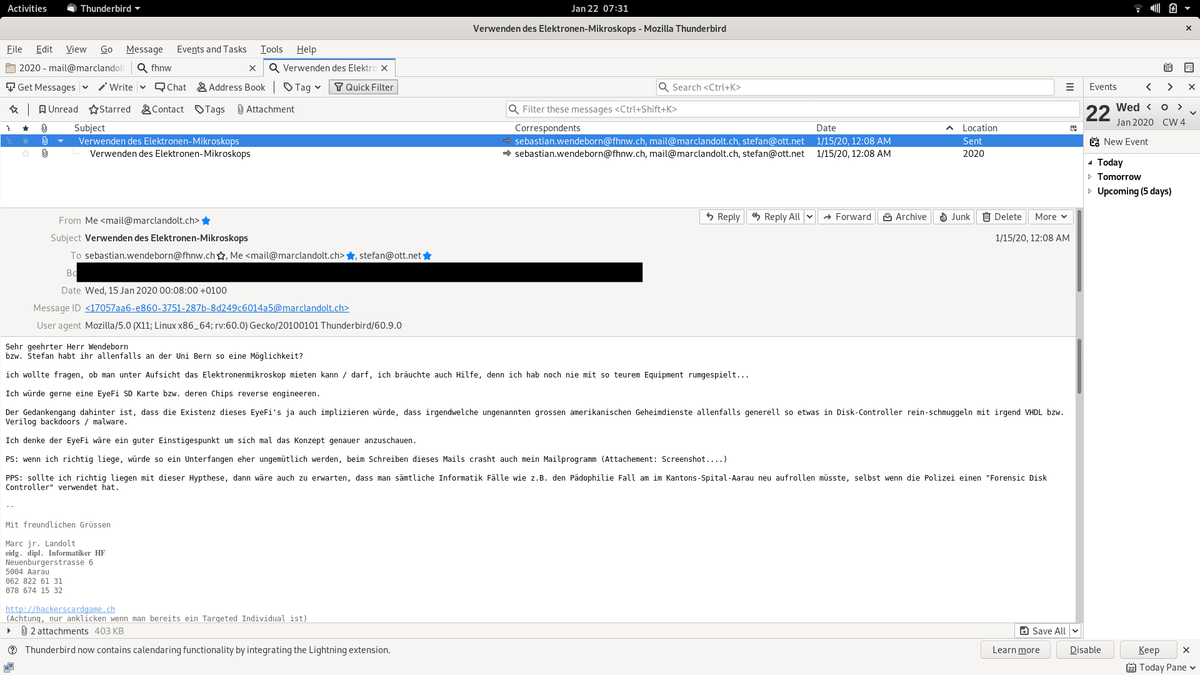 Activities Thunderbird Jan 22 07:31
Verwenden des Elektronen-Mikroskops - Mozilla Thunderbird
File Edit View Go Message Events and Tasks Tools Help
2020 - mail@marclandolt fhnw Verwenden des Elektro
Get Messages Write Chat Address Book Tag Quick Filter Search <Ctrl+K> Events
Unread Starred Contact Tags Attachment Filter these messages <Ctrl+Shift+K>
22 Wed
Jan 2020 CW 4
Subject Correspondents Date Location
Verwenden des Elektronen-Mikroskops sebastian.wendeborn@fhnw.ch, mail@marclandolt.ch, stefan@ott.net 1/15/20, 12:08 AM Sent
Verwenden des Elektronen-Mikroskops sebastian.wendeborn@fhnw.ch, mail@marclandolt.ch, stefan@ott.net 1/15/20, 12:08 AM 2020
New Event
Today
Tomorrow
Upcoming (5 days)
From Me <mail@marclandolt.ch>
Reply Reply All Forward Archive Junk Delete More
Subject Verwenden des Elektronen-Mikroskops 1/15/20, 12:08 AM
To sebastian.wendeborn@fhnw.ch, Me <mail@marclandolt.ch>, stefan@ott.net
Date Wed, 15 Jan 2020 00:08:00 +0100
Message ID <17057aa6-e860-3751-287b-8d249c6014a5@marclandolt.ch>
User agent Mozilla/5.0 (X11; Linux x86_64; rv:60.0) Gecko/20100101 Thunderbird/60.9.0
Sehr geehrter Herr Wendeborn
bzw. Stefan habt ihr allenfalls an der Uni Bern so eine Möglichkeit?
ich wollte fragen, ob man unter Aufsicht das Elektronenmikroskop mieten kann / darf, ich bräuchte auch Hilfe, denn ich hab noch nie mit so teurem Equipment rumgespielt...
Ich würde gerne eine EyeFi SD Karte bzw. deren Chips reverse engineeren.
Der Gedankengang dahinter ist, dass die Existenz dieses EyeFi's ja auch implizieren würde, dass irgendwelche ungenannten grossen amerikanischen Geheimdienste allenfalls generell so etwas in Disk-Controller rein-schmuggeln mit irgend VHDL bzw.
Verilog backdoors / malware.
Ich denke der EyeFi wäre ein guter Einstigespunkt um sich mal das Konzept genauer anzuschauen.
PS: wenn ich richtig liege, würde so ein Unterfangen eher ungemütlich werden, beim Schreiben dieses Mails crasht auch mein Mailprogramm (Attachement: Screenshot....)
PPS: sollte ich richtig liegen mit dieser Hypthese, dann wäre auch zu erwarten, dass man sämtliche Informatik Fälle wie z.B. den Pädophilie Fall am im Kantons-Spital-Aarau neu aufrollen müsste, selbst wenn die Polizei einen "Forensic Disk
Controller" verwendet hat.
--
Mit freundlichen Grüssen
Marc jr. Landolt
eidg. dipl. Informatiker HF
Neuenburgerstrasse 6
5004 Aarau
062 822 61 31
078 674 15 32
http://hackerscardgame.ch
(Achtung, nur anklicken wenn man bereits ein Targeted Individual ist)
2 attachments 403 KB Save All
Thunderbird now contains calendaring functionality by integrating the Lightning extension. Learn more Disable Keep
Today Pane